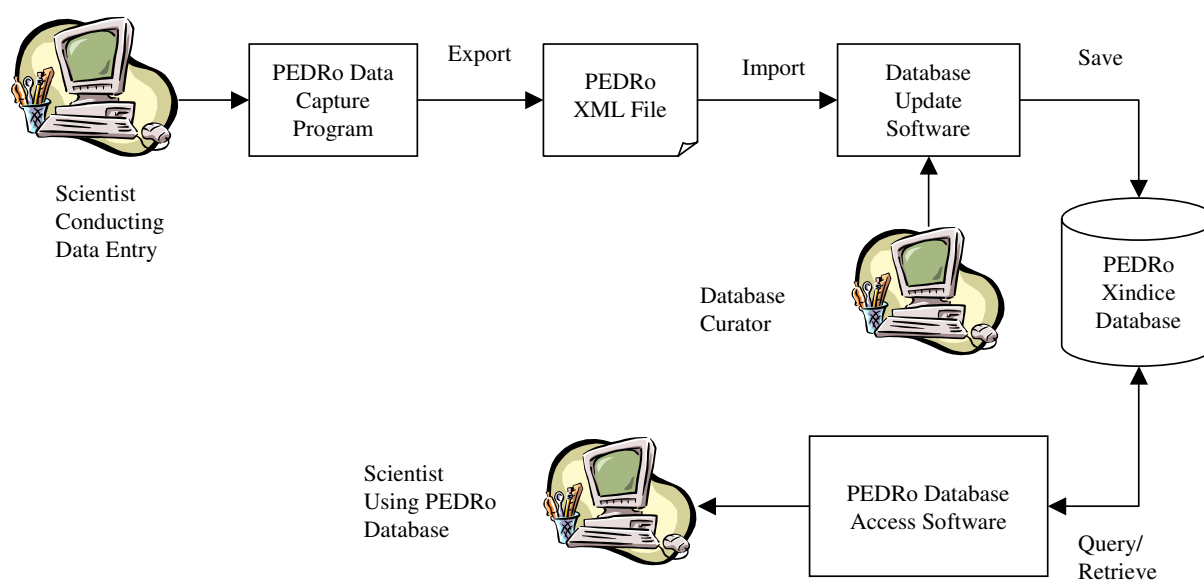 PEDRo Data
Capture
Program
Export
PEDRo
XML File
Import
Database
Update
Software
Save
Scientist
Conducting
Data Entry
Database
Curator
PEDRo
Xindice
Database
Scientist
Using PEDRo
Database
PEDRo Database
Access Software
Query/
Retrieve